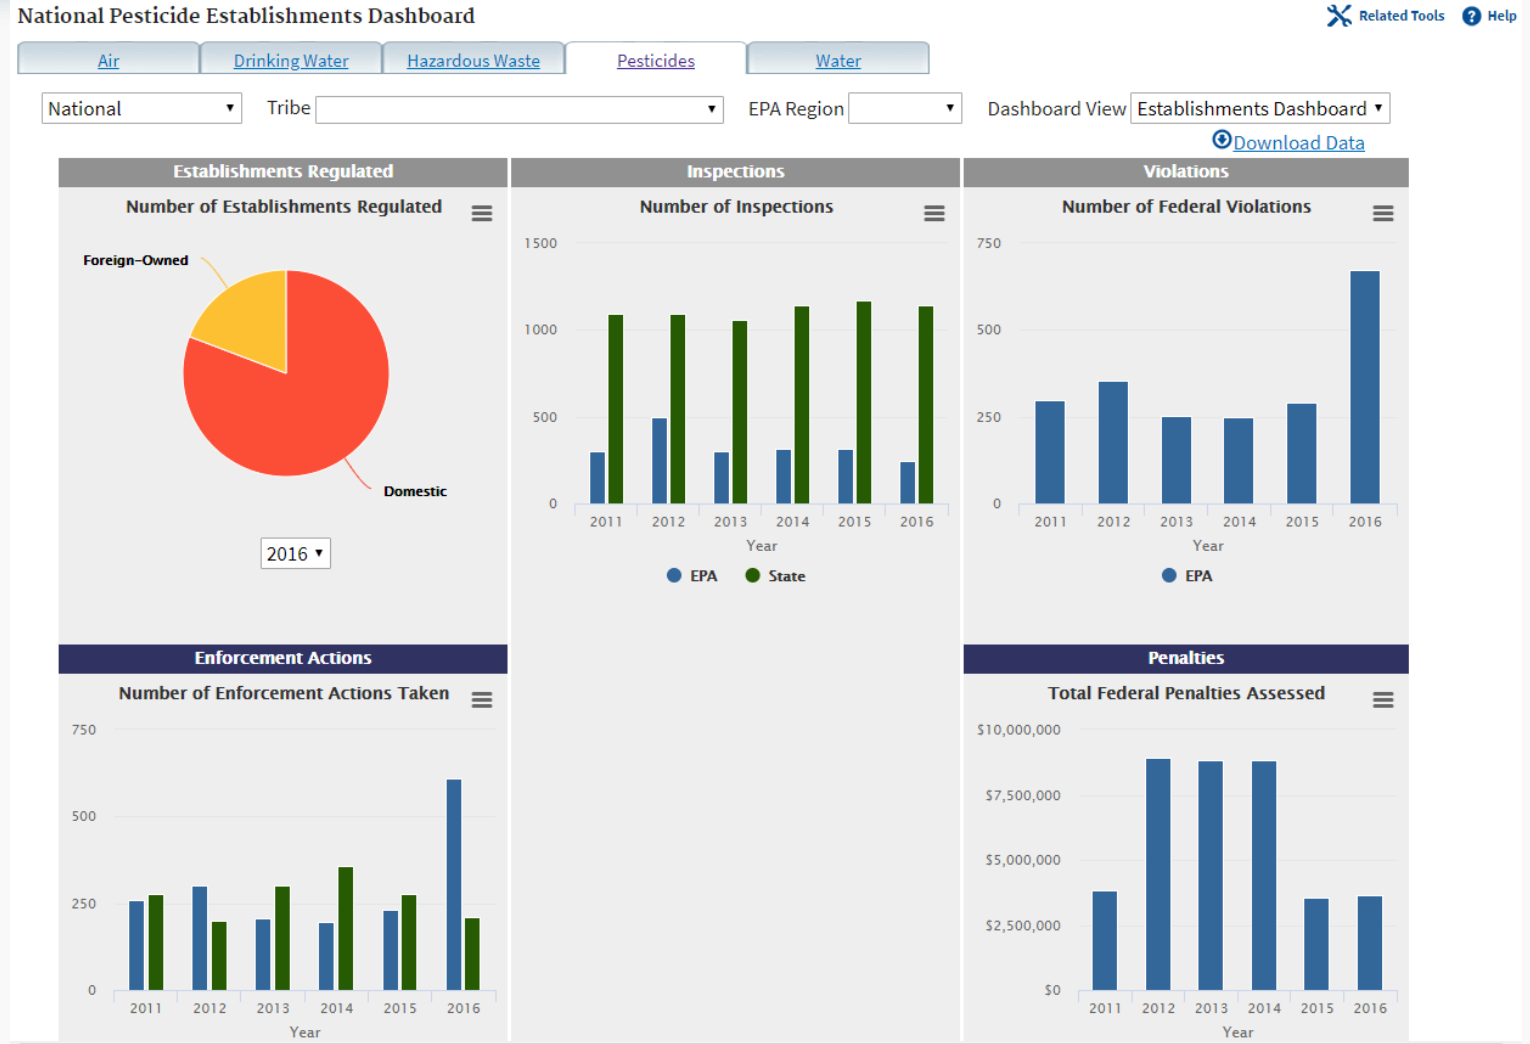 National Pesticide Establishments Dashboard
Related Tools Help
Air Drinking Water Hazardous Waste Pesticides Water
National Tribe EPA Region Dashboard View Establishments Dashboard
Download Data
Establishments Regulated
Number of Establishments Regulated
Foreign-Owned
Domestic
2016
Inspections
Number of Inspections
1500
1000
500
0
2011 2012 2013 2014 2015 2016
Year
EPA State
Violations
Number of Federal Violations
750
500
250
0
2011 2012 2013 2014 2015 2016
Year
EPA
Enforcement Actions
Number of Enforcement Actions Taken
750
500
250
0
2011 2012 2013 2014 2015 2016
Year
Penalties
Total Federal Penalties Assessed
$10,000,000
$7,500,000
$5,000,000
$2,500,000
$0
2011 2012 2013 2014 2015 2016
Year